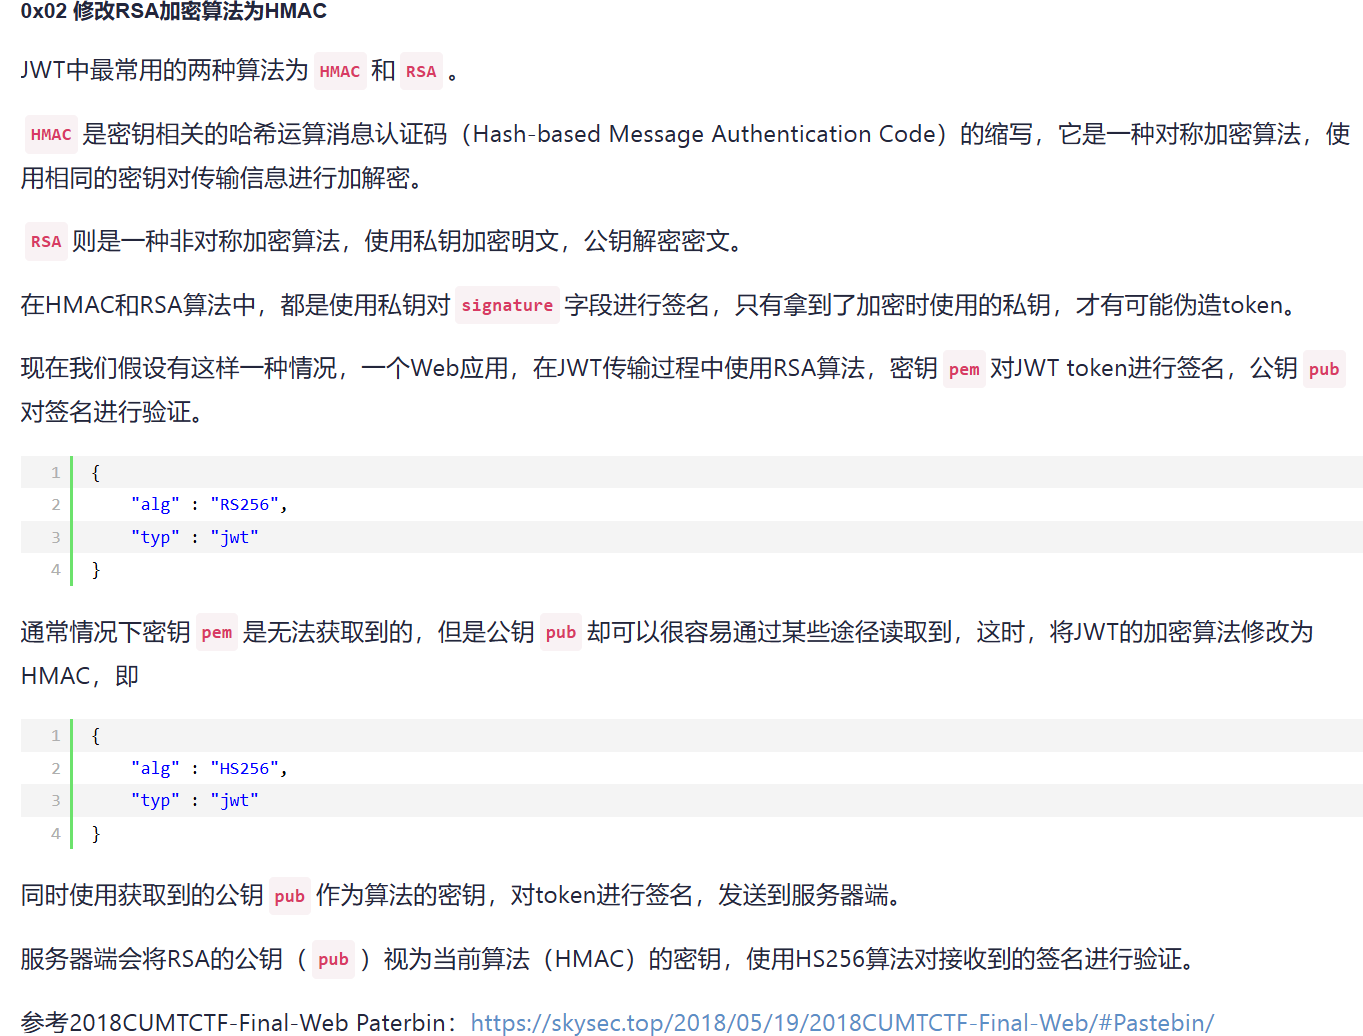 0x02 修改RSA加密算法为HMAC
JWT中最常用的两种算法为 HMAC 和 RSA 。
HMAC 是密钥相关的哈希运算消息认证码（Hash-based Message Authentication Code）的缩写，它是一种对称加密算法，使
用相同的密钥对传输信息进行加解密。
RSA 则是一种非对称加密算法，使用私钥加密明文，公钥解密密文。
在HMAC和RSA算法中，都是使用私钥对 signature 字段进行签名，只有拿到了加密时使用的私钥，才有可能伪造token。
现在我们假设有这样一种情况，一个Web应用，在JWT传输过程中使用RSA算法，密钥 pem 对JWT token进行签名，公钥 pub
对签名进行验证。
1 {
2 "alg" : "RS256",
3 "typ" : "jwt"
4 }
通常情况下密钥 pem 是无法获取到的，但是公钥 pub 却可以很容易通过某些途径读取到，这时，将JWT的加密算法修改为
HMAC，即
1 {
2 "alg" : "HS256",
3 "typ" : "jwt"
4 }
同时使用获取到的公钥 pub 作为算法的密钥，对token进行签名，发送到服务器端。
服务器端会将RSA的公钥（ pub ）视为当前算法（HMAC）的密钥，使用HS256算法对接收到的签名进行验证。
参考2018CUMTCTF-Final-Web Paterbin：https://skysec.top/2018/05/19/2018CUMTCTF-Final-Web/#Pastebin/